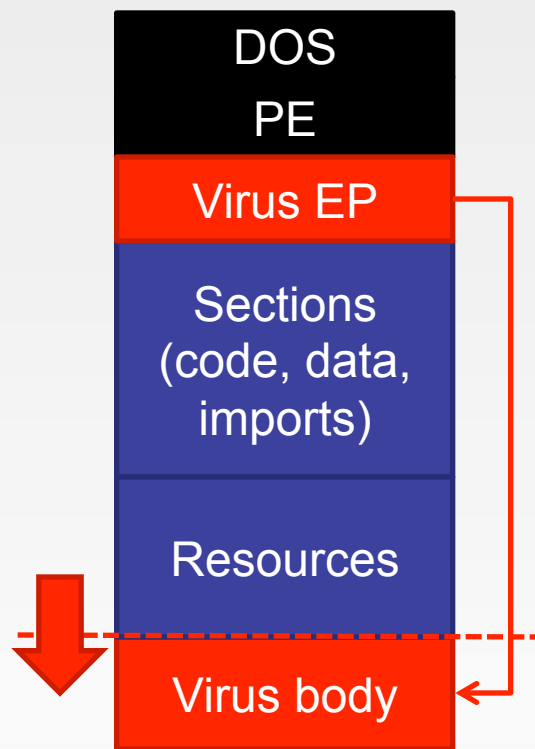 DOS
PE
Virus EP
Sections
(code, data,
imports)
Resources
Virus body